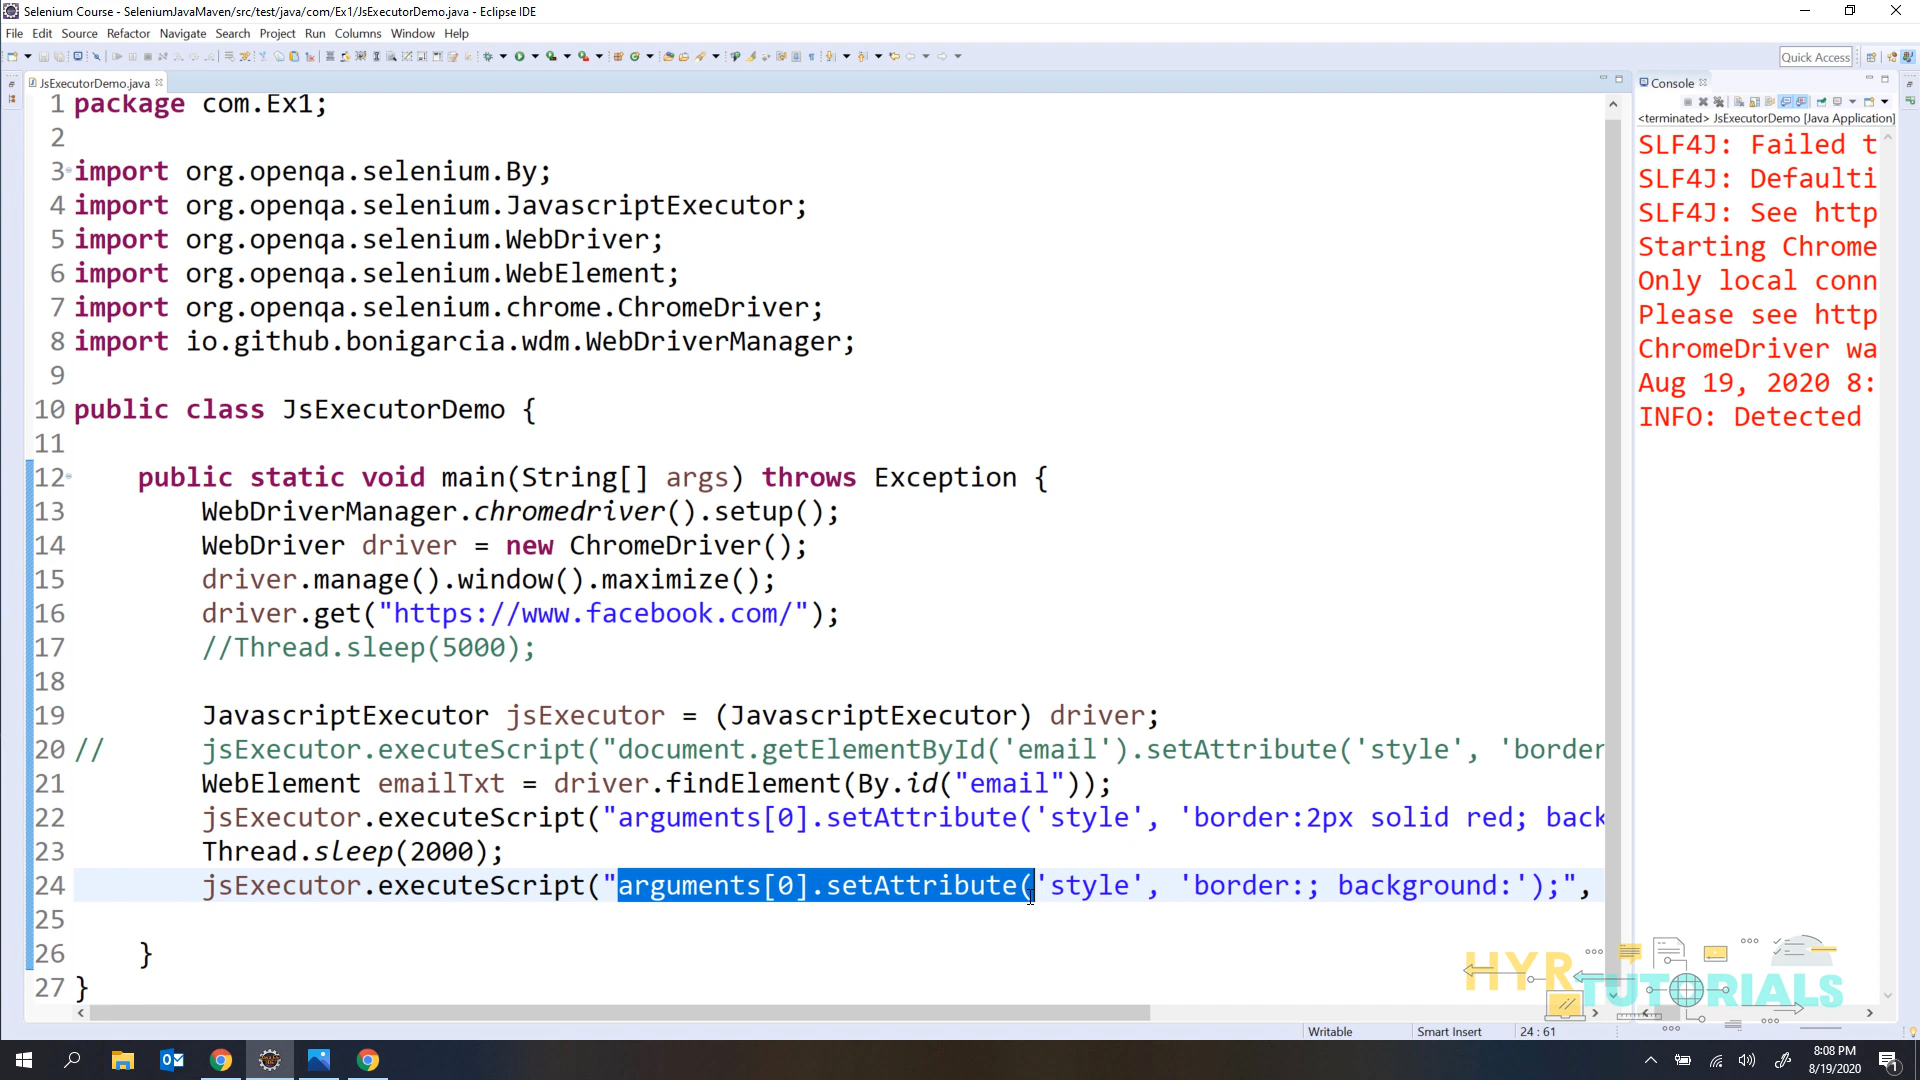 Selenium Course - SeleniumJavaMaven/src/test/java/com/Ex1/JsExecutorDemo.java - Eclipse IDE
File Edit Source Refactor Navigate Search Project Run Columns Window Help
Quick Access
JsExecutorDemo.java
1 package com.Ex1;
2
3 import org.openqa.selenium.By;
4 import org.openqa.selenium.JavascriptExecutor;
5 import org.openqa.selenium.WebDriver;
6 import org.openqa.selenium.WebElement;
7 import org.openqa.selenium.chrome.ChromeDriver;
8 import io.github.bonigarcia.wdm.WebDriverManager;
9
10 public class JsExecutorDemo {
11
12 public static void main(String[] args) throws Exception {
13 WebDriverManager.chromedriver().setup();
14 WebDriver driver = new ChromeDriver();
15 driver.manage().window().maximize();
16 driver.get("https://www.facebook.com/");
17 //Thread.sleep(5000);
18
19 JavascriptExecutor jsExecutor = (JavascriptExecutor) driver;
20 // jsExecutor.executeScript("document.getElementById('email').setAttribute('style', 'border
21 WebElement emailTxt = driver.findElement(By.id("email"));
22 jsExecutor.executeScript("arguments[0].setAttribute('style', 'border:2px solid red; back
23 Thread.sleep(2000);
24 jsExecutor.executeScript("arguments[0].setAttribute('style', 'border:; background:');",
25
26 }
27 }
Console
<terminated> JsExecutorDemo [Java Application]
SLF4J: Failed t
SLF4J: Defaulti
SLF4J: See http
Starting Chrome
Only local conn
Please see http
ChromeDriver wa
Aug 19, 2020 8:
INFO: Detected
HYR
TUTORIALS
Writable Smart Insert 24 : 61
8:08 PM
8/19/2020
1